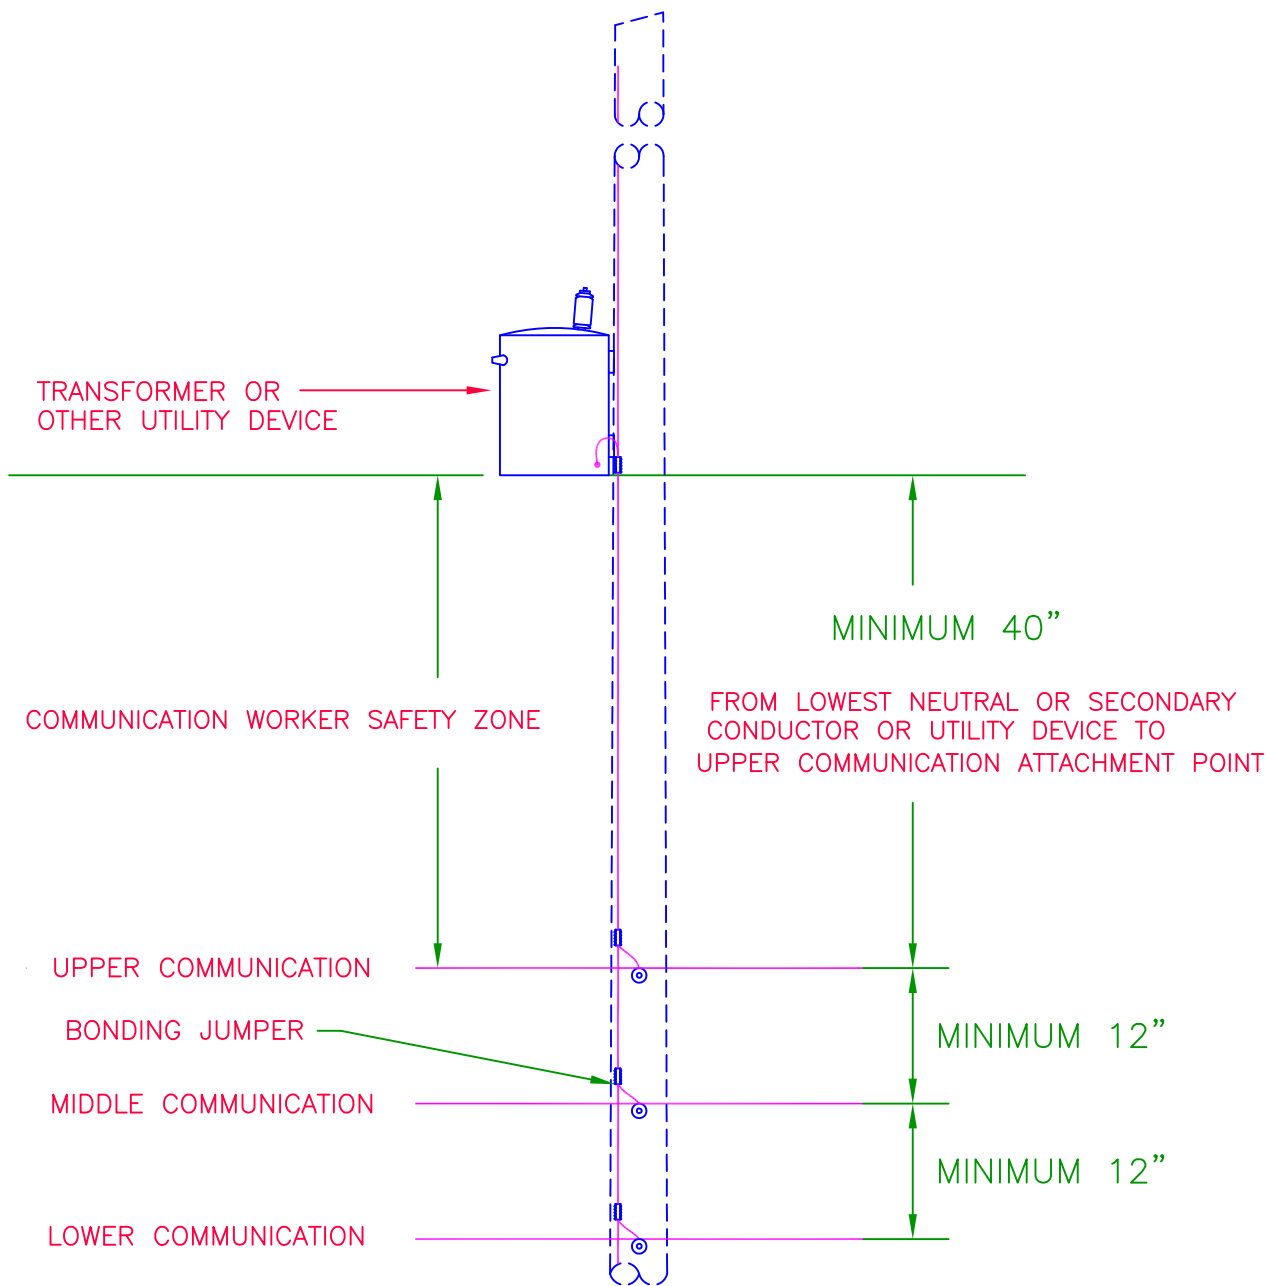 TRANSFORMER OR
OTHER UTILITY DEVICE
MINIMUM 40”
COMMUNICATION WORKER SAFETY ZONE
FROM LOWEST NEUTRAL OR SECONDARY
CONDUCTOR OR UTILITY DEVICE TO
UPPER COMMUNICATION ATTACHMENT POINT
UPPER COMMUNICATION
BONDING JUMPER
MINIMUM 12”
MIDDLE COMMUNICATION
MINIMUM 12”
LOWER COMMUNICATION